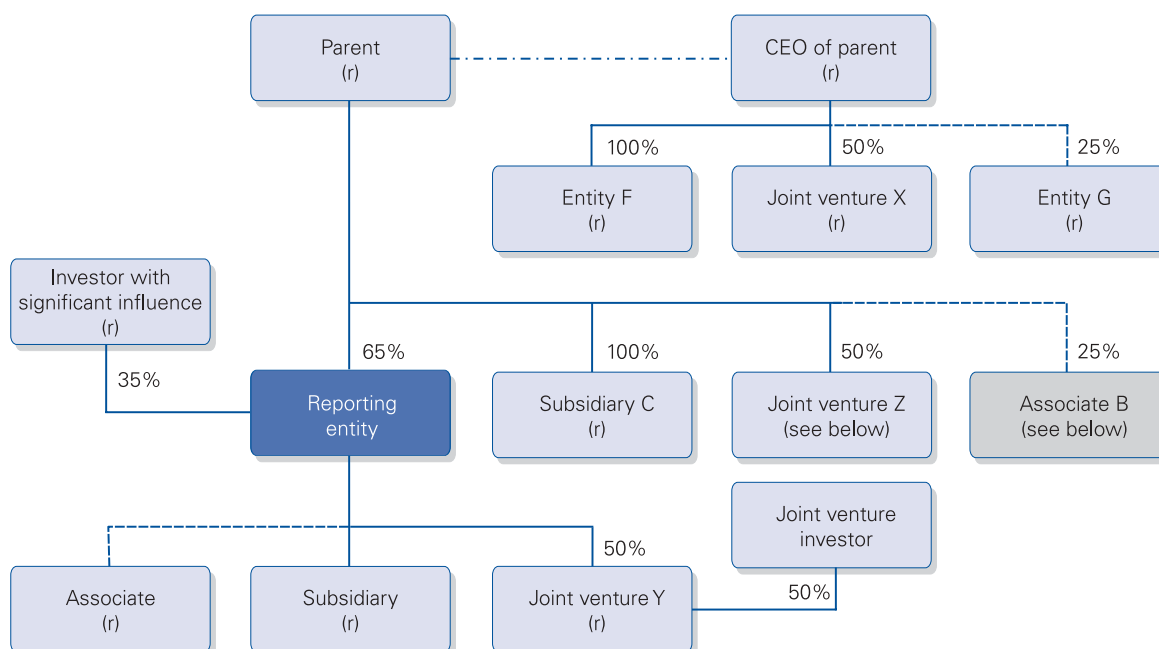 Parent
(r)
CEO of parent
(r)
100%
50%
25%
Entity F
(r)
Joint venture X
(r)
Entity G
(r)
Investor with
significant influence
(r)
35%
65%
100%
50%
25%
Reporting
entity
Subsidiary C
(r)
Joint venture Z
(see below)
Associate B
(see below)
Joint venture
investor
50%
50%
Associate
(r)
Subsidiary
(r)
Joint venture Y
(r)